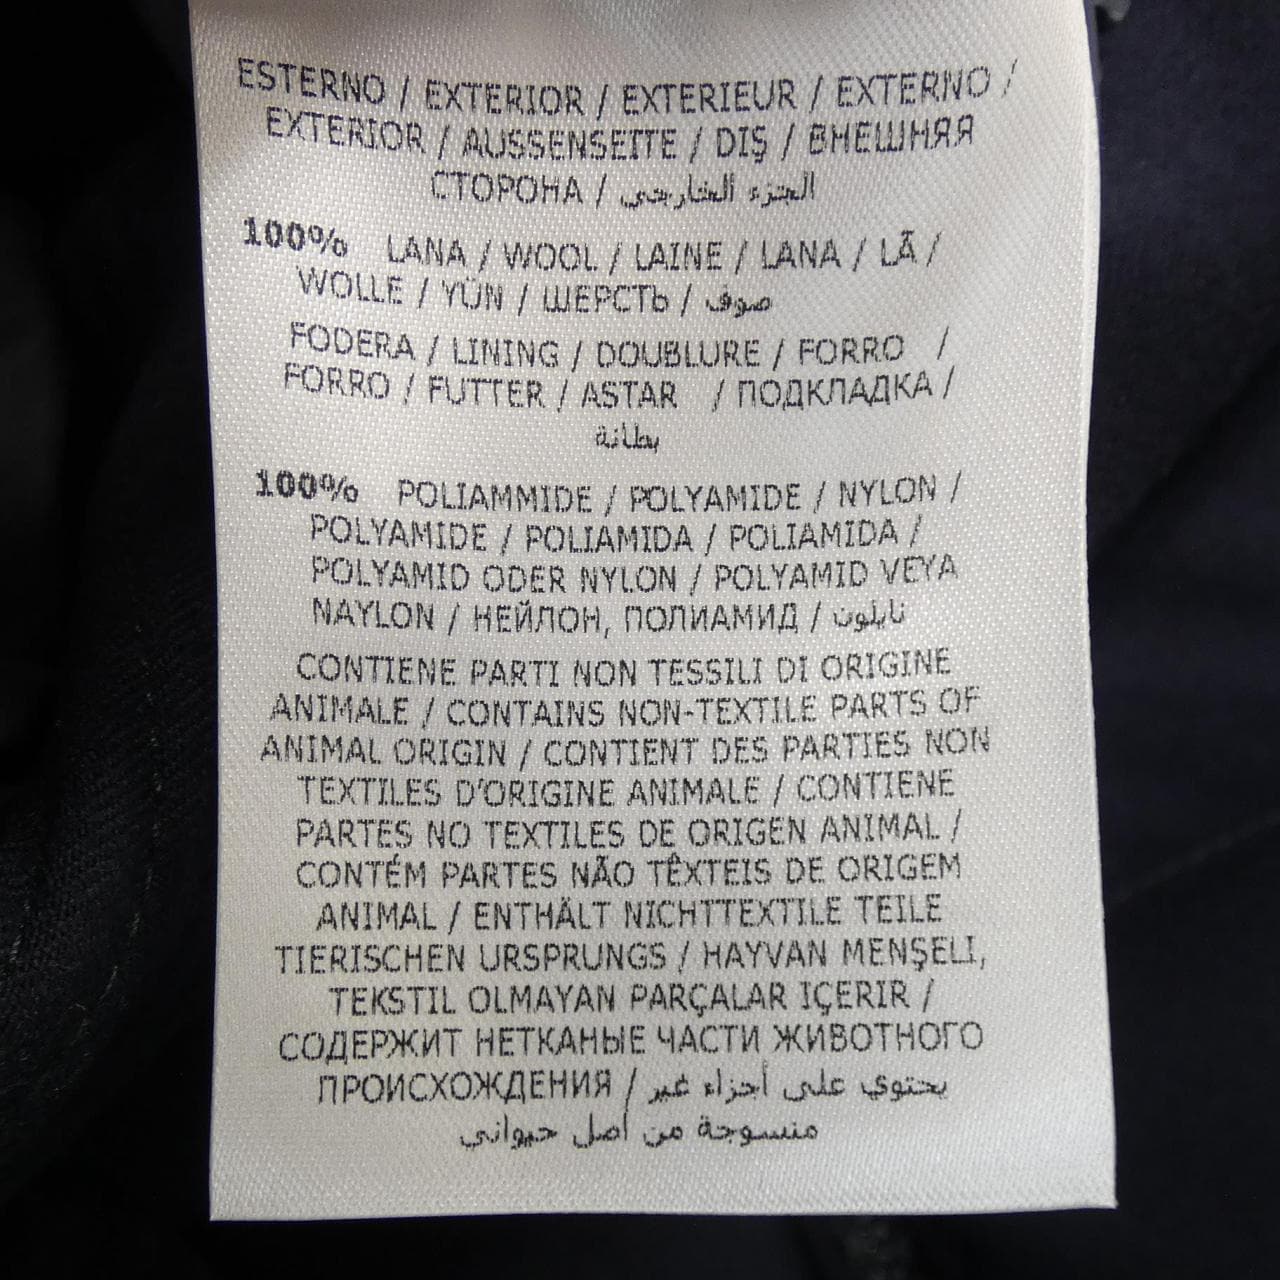 ESTERNO / EXTERIOR / EXTERIEUR / EXTERNO /
EXTERIOR / AUSSENSEITE / DIŞ / ВНЕШНЯЯ
СТОРОНА / الجزء الخارجي
100% LANA / WOOL / LAINE / LANA / LÃ /
WOLLE / YÜN / ШЕРСТЬ / صوف
FODERA / LINING / DOUBLURE / FORRO /
FORRO / FUTTER / ASTAR / ПОДКЛАДКА /
بطانة
100% POLIAMMIDE / POLYAMIDE / NYLON /
POLYAMIDE / POLIAMIDA / POLIAMIDA /
POLYAMID ODER NYLON / POLYAMID VEYA
NAYLON / НЕЙЛОН, ПОЛИАМИД / نايلون
CONTIENE PARTI NON TESSILI DI ORIGINE
ANIMALE / CONTAINS NON-TEXTILE PARTS OF
ANIMAL ORIGIN / CONTIENT DES PARTIES NON
TEXTILES D'ORIGINE ANIMALE / CONTIENE
PARTES NO TEXTILES DE ORIGEN ANIMAL /
CONTÉM PARTES NÃO TÊXTEIS DE ORIGEM
ANIMAL / ENTHÄLT NICHTTEXTILE TEILE
TIERISCHEN URSPRUNGS / HAYVAN MENŞELI,
TEKSTIL OLMAYAN PARÇALAR IÇERIR /
СОДЕРЖИТ НЕТКАНЫЕ ЧАСТИ ЖИВОТНОГО
ПРОИСХОЖДЕНИЯ / يحتوي على أجزاء غير
منسوجة من أصل حيواني